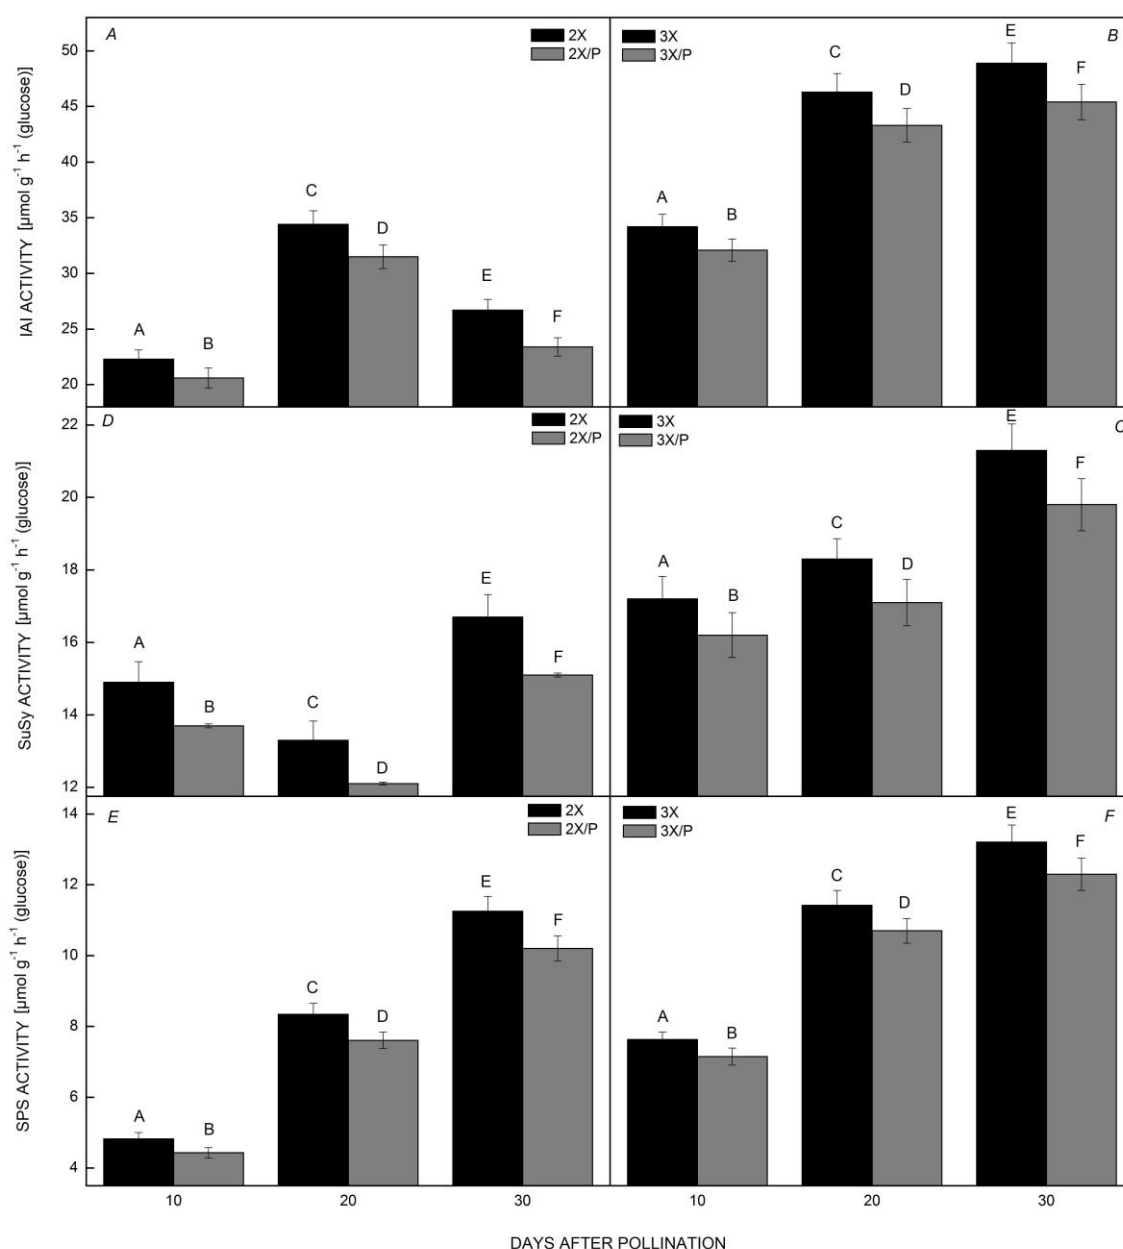 A
2X
2X/P
3X
3X/P
B
IAI ACTIVITY [µmol g⁻¹ h⁻¹ (glucose)]
50
45
40
35
30
25
20
A
B
C
D
E
F
A
B
C
D
E
F
D
2X
2X/P
3X
3X/P
SuSy ACTIVITY [µmol g⁻¹ h⁻¹ (glucose)]
22
20
18
16
14
12
A
B
C
D
E
F
A
B
C
D
E
F
E
2X
2X/P
3X
3X/P
F
SPS ACTIVITY [µmol g⁻¹ h⁻¹ (glucose)]
14
12
10
8
6
4
A
B
C
D
E
F
A
B
C
D
E
F
10 20 30 10 20 30
DAYS AFTER POLLINATION